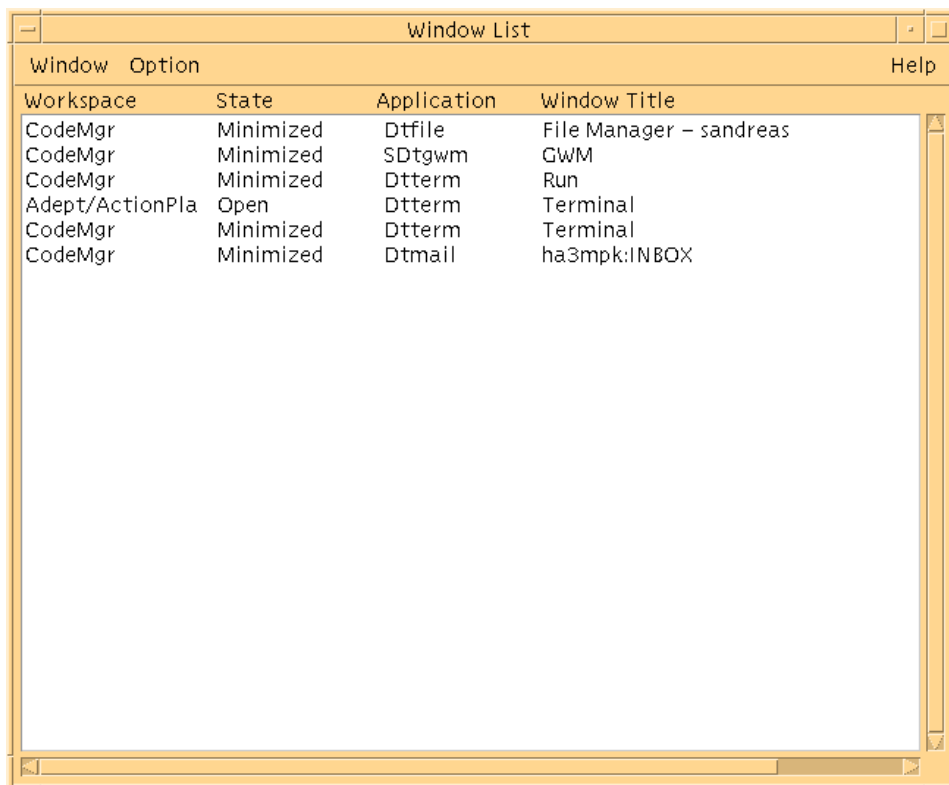 Window List
Window Option Help
Workspace State Application Window Title
CodeMgr Minimized Dtfile File Manager – sandreas
CodeMgr Minimized SDtgwm GWM
CodeMgr Minimized Dtterm Run
Adept/ActionPla Open Dtterm Terminal
CodeMgr Minimized Dtterm Terminal
CodeMgr Minimized Dtmail ha3mpk:INBOX